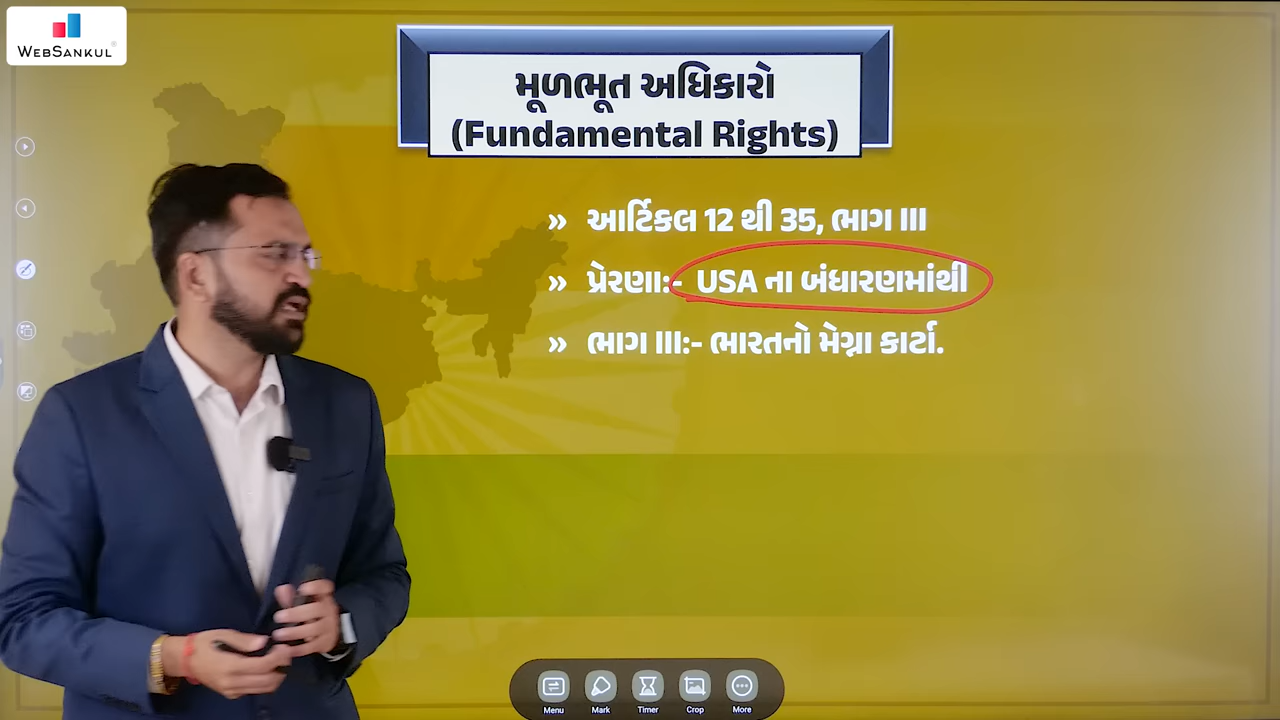 WEBSANKUL
મૂળભૂત અધિકારો
(Fundamental Rights)
» આર્ટિકલ 12 થી 35, ભાગ III
» પ્રેરણા:- USA ના બંધારણમાંથી
» ભાગ III:- ભારતનો મેગ્ના કાર્ટા.
Menu Mark Timer Crop More